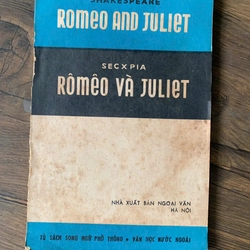 SHAKESPEARE
ROMEO AND JULIET
SECXPIA
RÔMÊO VÀ JULIET
NHÀ XUẤT BẢN NGOẠI VĂN
HÀ NỘI
TỦ SÁCH SONG NGỮ PHỔ THÔNG • VĂN HỌC NƯỚC NGOÀI